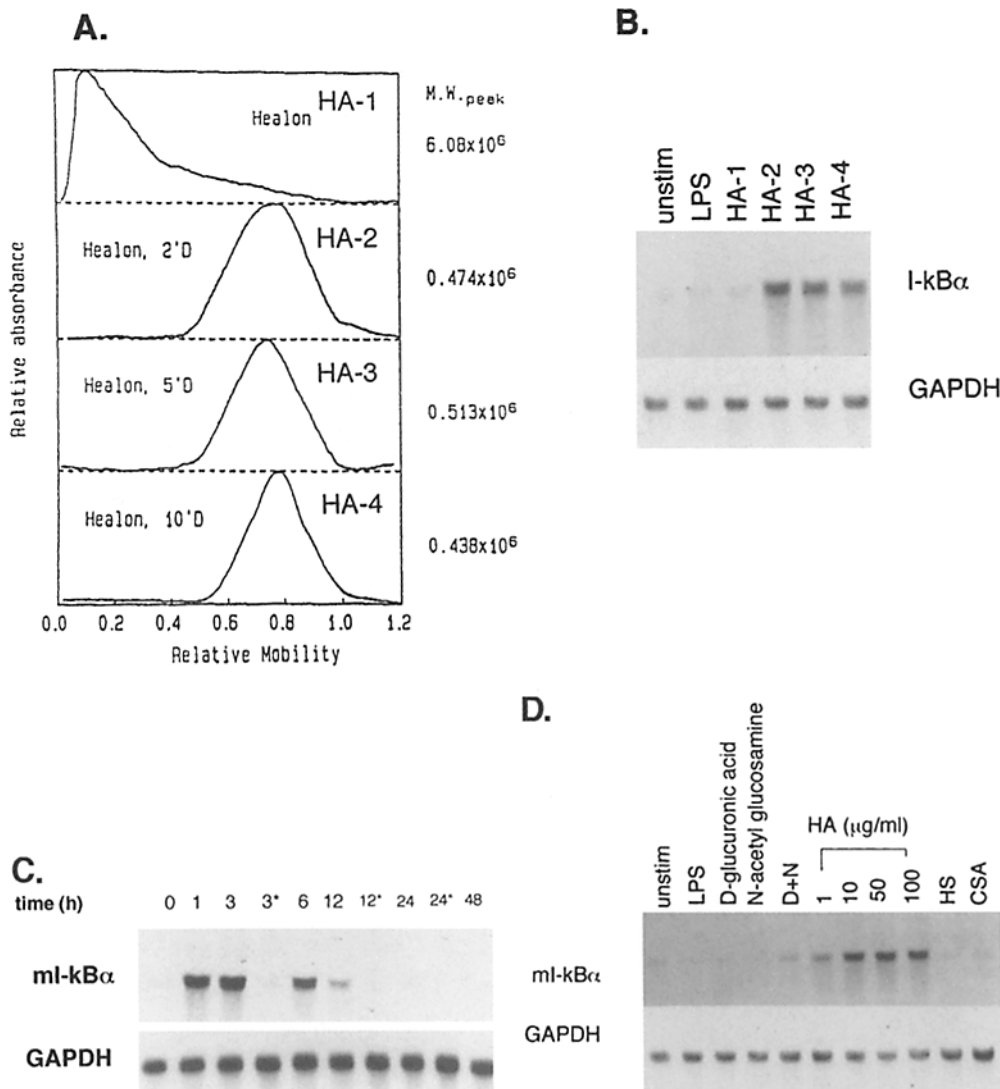 A.
HA-1
Healon
M.W.peak
6.08x10⁶
HA-2
Healon, 2'D
0.474x10⁶
HA-3
Healon, 5'D
0.513x10⁶
HA-4
Healon, 10'D
0.438x10⁶
Relative absorbance
0.0 0.2 0.4 0.6 0.8 1.0 1.2
Relative Mobility
B.
unstim
LPS
HA-1
HA-2
HA-3
HA-4
I-kBα
GAPDH
C.
time (h) 0 1 3 3* 6 12 12* 24 24* 48
mI-kBα
GAPDH
D.
unstim
LPS
D-glucuronic acid
N-acetyl glucosamine
D+N
HA (μg/ml)
1
10
50
100
HS
CSA
mI-kBα
GAPDH